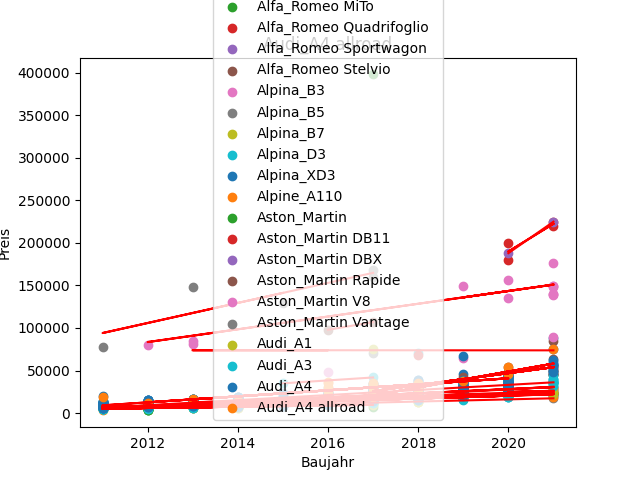 Alfa_Romeo MiTo
Alfa_Romeo Quadrifoglio
Audi_A4 allroad
Alfa_Romeo Sportwagon
Alfa_Romeo Stelvio
Alpina_B3
Alpina_B5
Alpina_B7
Alpina_D3
Alpina_XD3
Alpine_A110
Aston_Martin
Aston_Martin DB11
Aston_Martin DBX
Aston_Martin Rapide
Aston_Martin V8
Aston_Martin Vantage
Audi_A1
Audi_A3
Audi_A4
Audi_A4 allroad
400000
350000
300000
250000
200000
150000
100000
50000
0
Preis
2012
2014
2016
2018
2020
Baujahr